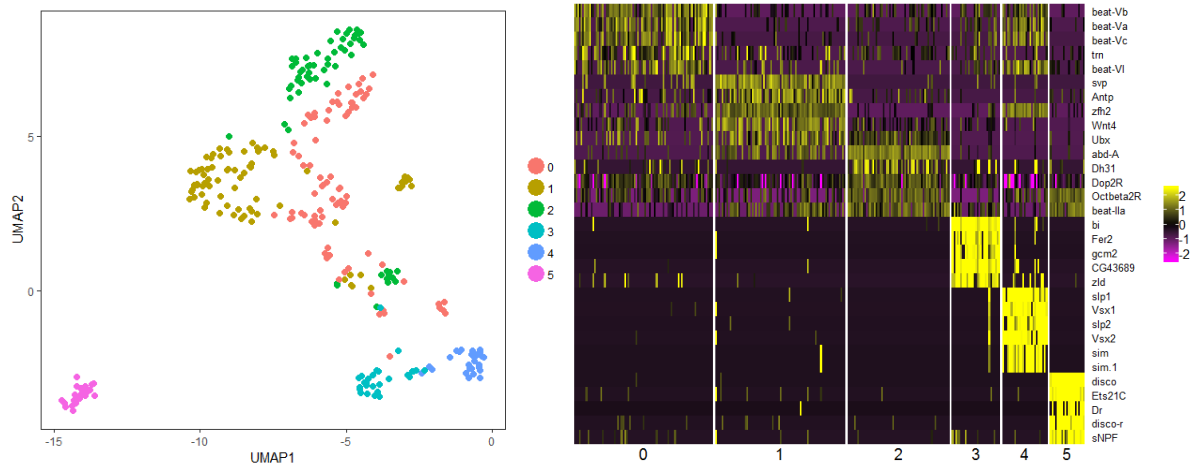 5
0
-15
-10
-5
0
UMAP1
UMAP2
0
1
2
3
4
5
beat-Vb
beat-Va
beat-Vc
trn
beat-VI
svp
Antp
zfh2
Wnt4
Ubx
abd-A
Dh31
Dop2R
Octbeta2R
beat-IIa
bi
Fer2
gcm2
CG43689
zld
slp1
Vsx1
slp2
Vsx2
sim
sim.1
disco
Ets21C
Dr
disco-r
sNPF
0
1
2
3
4
5
2
1
0
-1
-2